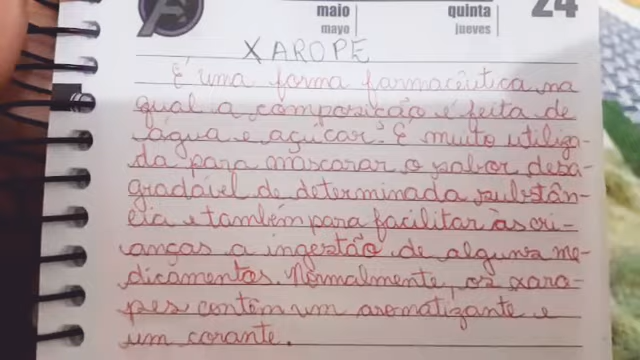 maio
mayo
quinta
jueves
24
XAROPE
É uma forma farmacêutica na
qual a composição é feita de
água e açúcar. É muito utiliza-
da para mascarar o sabor desa-
gradável de determinada substân-
cia e também para facilitar às cri-
anças a ingestão de alguns me-
dicamentos. Normalmente, os xaro-
pes contém um aromatizante e
um corante.